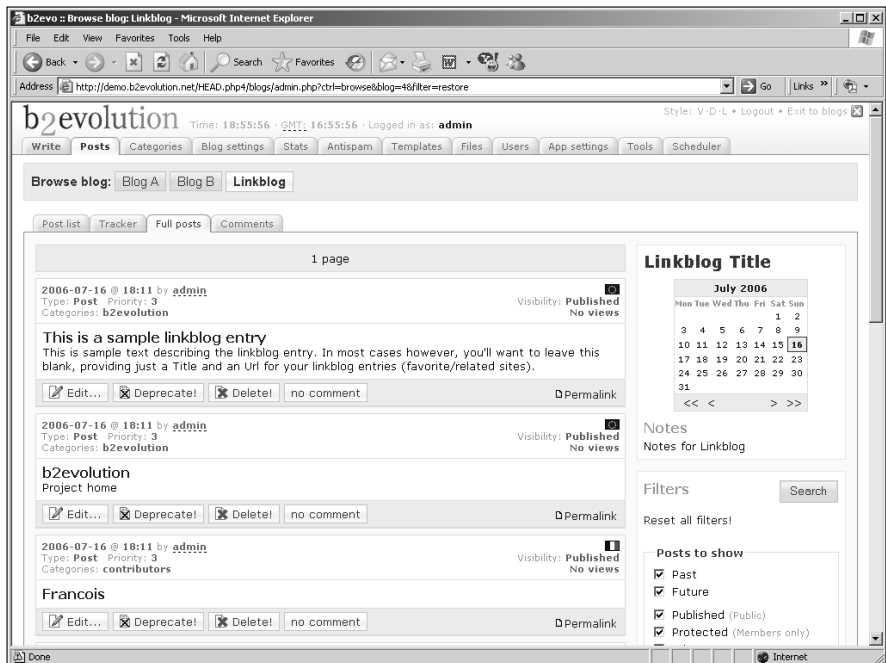 b2evo :: Browse blog: Linkblog - Microsoft Internet Explorer
File Edit View Favorites Tools Help
Back Search Favorites
Address http://demo.b2evolution.net/HEAD.php4/blogs/admin.php?ctrl=browse&blog=4&filter=restore Go Links »
Style: V·D·L • Logout • Exit to blogs
b2evolution Time: 18:55:56 · GMT: 16:55:56 · Logged in as: admin
Write Posts Categories Blog settings Stats Antispam Templates Files Users App settings Tools Scheduler
Browse blog: Blog A Blog B Linkblog
Post list Tracker Full posts Comments
1 page
2006-07-16 @ 18:11 by admin
Type: Post Priority: 3 Visibility: Published
Categories: b2evolution No views
This is a sample linkblog entry
This is sample text describing the linkblog entry. In most cases however, you'll want to leave this
blank, providing just a Title and an Url for your linkblog entries (favorite/related sites).
Edit... Deprecate! Delete! no comment Permalink
2006-07-16 @ 18:11 by admin
Type: Post Priority: 3 Visibility: Published
Categories: b2evolution No views
b2evolution
Project home
Edit... Deprecate! Delete! no comment Permalink
2006-07-16 @ 18:11 by admin
Type: Post Priority: 3 Visibility: Published
Categories: contributors No views
Francois
Edit... Deprecate! Delete! no comment Permalink
Linkblog Title
July 2006
Mon Tue Wed Thu Fri Sat Sun
1 2
3 4 5 6 7 8 9
10 11 12 13 14 15 16
17 18 19 20 21 22 23
24 25 26 27 28 29 30
31
<< < > >>
Notes
Notes for Linkblog
Filters Search
Reset all filters!
Posts to show
Past
Future
Published (Public)
Protected (Members only)
Done Internet